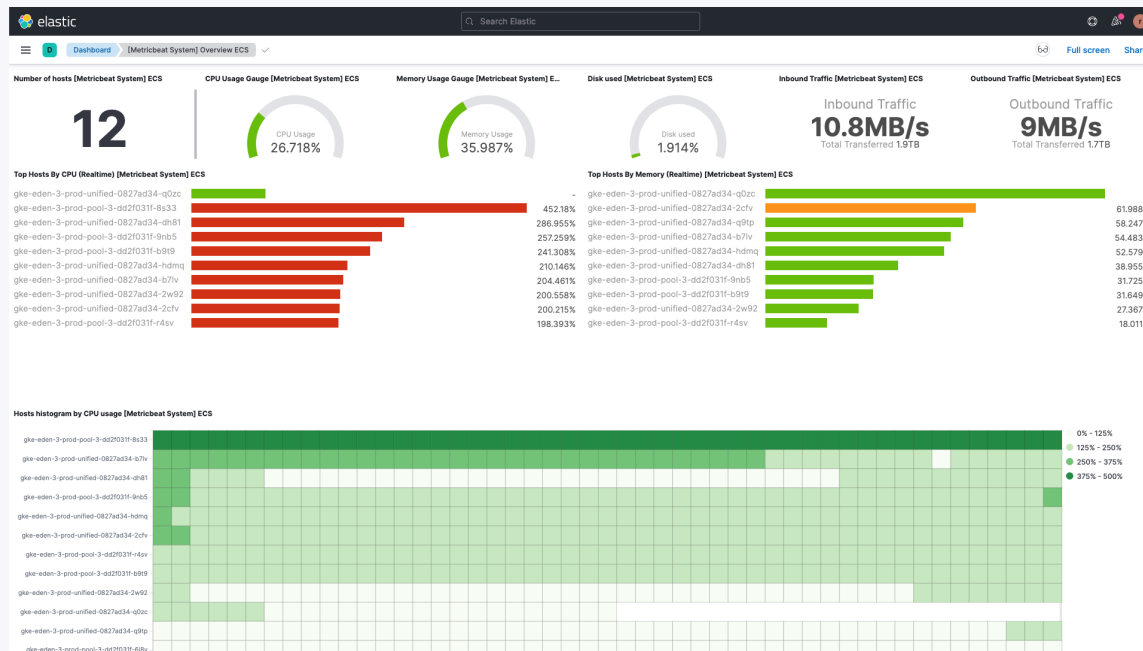 elastic
Search Elastic
D
Dashboard
[Metricbeat System] Overview ECS
Full screen
Share
Number of hosts [Metricbeat System] ECS
12
CPU Usage Gauge [Metricbeat System] ECS
CPU Usage
26.718%
Memory Usage Gauge [Metricbeat System] E...
Memory Usage
35.987%
Disk used [Metricbeat System] ECS
Disk used
1.914%
Inbound Traffic [Metricbeat System] ECS
Inbound Traffic
10.8MB/s
Total Transferred 1.9TB
Outbound Traffic [Metricbeat System] ECS
Outbound Traffic
9MB/s
Total Transferred 1.7TB
Top Hosts By CPU (Realtime) [Metricbeat System] ECS
gke-eden-3-prod-unified-0827ad34-q0zc -
gke-eden-3-prod-pool-3-dd2f031f-8s33 452.18%
gke-eden-3-prod-unified-0827ad34-dh81 286.955%
gke-eden-3-prod-pool-3-dd2f031f-9nb5 257.259%
gke-eden-3-prod-pool-3-dd2f031f-b9t9 241.308%
gke-eden-3-prod-unified-0827ad34-hdmq 210.146%
gke-eden-3-prod-unified-0827ad34-b7lv 204.461%
gke-eden-3-prod-unified-0827ad34-2w92 200.558%
gke-eden-3-prod-unified-0827ad34-2cfv 200.215%
gke-eden-3-prod-pool-3-dd2f031f-r4sv 198.393%
Top Hosts By Memory (Realtime) [Metricbeat System] ECS
gke-eden-3-prod-unified-0827ad34-q0zc
gke-eden-3-prod-unified-0827ad34-2cfv 61.988
gke-eden-3-prod-unified-0827ad34-q9tp 58.247
gke-eden-3-prod-unified-0827ad34-b7lv 54.483
gke-eden-3-prod-unified-0827ad34-hdmq 52.579
gke-eden-3-prod-unified-0827ad34-dh81 38.955
gke-eden-3-prod-pool-3-dd2f031f-9nb5 31.725
gke-eden-3-prod-pool-3-dd2f031f-b9t9 31.649
gke-eden-3-prod-unified-0827ad34-2w92 27.367
gke-eden-3-prod-pool-3-dd2f031f-r4sv 18.011
Hosts histogram by CPU usage [Metricbeat System] ECS
gke-eden-3-prod-pool-3-dd2f031f-8s33
gke-eden-3-prod-unified-0827ad34-b7lv
gke-eden-3-prod-unified-0827ad34-dh81
gke-eden-3-prod-pool-3-dd2f031f-9nb5
gke-eden-3-prod-unified-0827ad34-hdmq
gke-eden-3-prod-unified-0827ad34-2cfv
gke-eden-3-prod-pool-3-dd2f031f-r4sv
gke-eden-3-prod-pool-3-dd2f031f-b9t9
gke-eden-3-prod-unified-0827ad34-2w92
gke-eden-3-prod-unified-0827ad34-q0zc
gke-eden-3-prod-unified-0827ad34-q9tp
0% - 125%
125% - 250%
250% - 375%
375% - 500%